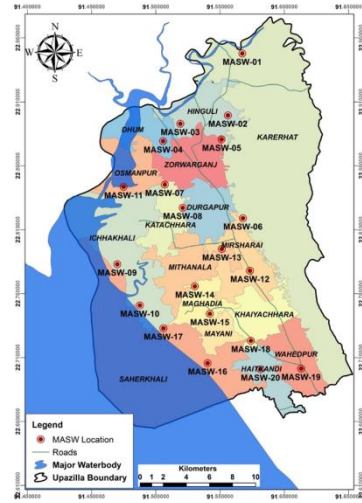 N
W E
S
MASW-01
HINGULI
MASW-02
DHUM
MASW-03
KARERHAT
MASW-04
MASW-05
ZORWARGANJ
OSMANPUR
MASW-07
MASW-11
DURGAPUR
MASW-08
KATACHHARA
MASW-06
ICHHAKHALI
MIRSHARAI
MASW-13
MASW-09
MITHANALA
MASW-12
MASW-14
MAGHADIA
MASW-10
MASW-15
KHAIYACHHARA
MASW-17
MAYANI
MASW-18
WAHEDPUR
MASW-16
HAITKANDI
MASW-20
MASW-19
SAHERKHALI
Legend
MASW Location
Roads
Major Waterbody
Upazilla Boundary
Kilometers
0 1 2 4 6 8 10